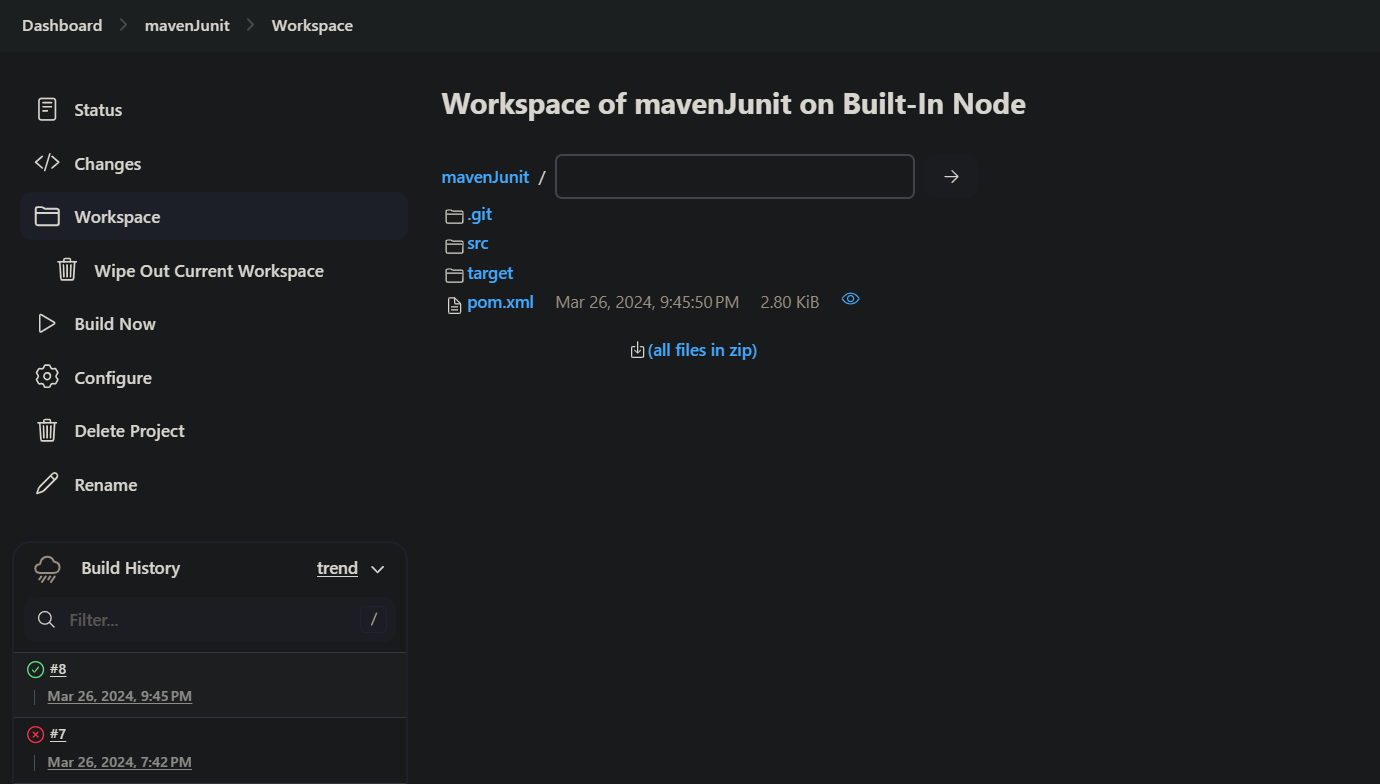 Dashboard > mavenJunit > Workspace
Status
Changes
Workspace
Wipe Out Current Workspace
Build Now
Configure
Delete Project
Rename
Build History trend
Filter... /
#8
Mar 26, 2024, 9:45 PM
#7
Mar 26, 2024, 7:42 PM
Workspace of mavenJunit on Built-In Node
mavenJunit /
.git
src
target
pom.xml Mar 26, 2024, 9:45:50 PM 2.80 KiB
(all files in zip)